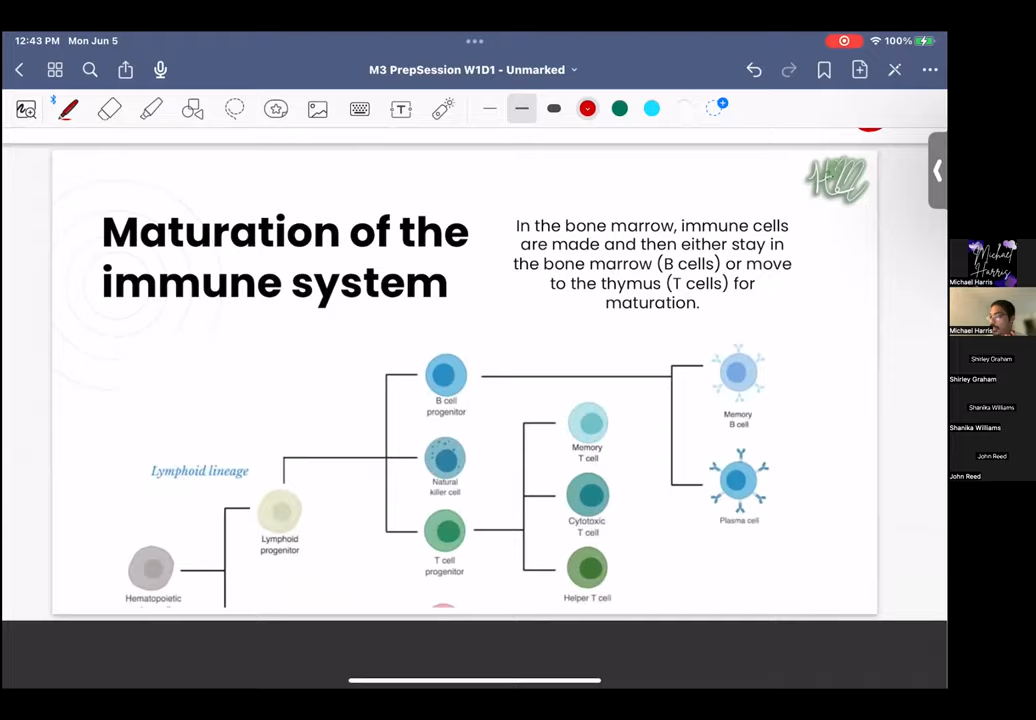 12:43 PM Mon Jun 5
100%
M3 PrepSession W1D1 - Unmarked
T
Maturation of the
immune system
In the bone marrow, immune cells
are made and then either stay in
the bone marrow (B cells) or move
to the thymus (T cells) for
maturation.
B cell
progenitor
Memory
B cell
Memory
T cell
Lymphoid lineage
Natural
killer cell
Cytotoxic
T cell
Plasma cell
Lymphoid
progenitor
T cell
progenitor
Hematopoietic
Helper T cell
Michael
Harris
Michael Harris
Michael Harris
Shirley Graham
Shirley Graham
Shanika Williams
Shanika Williams
John Reed
John Reed